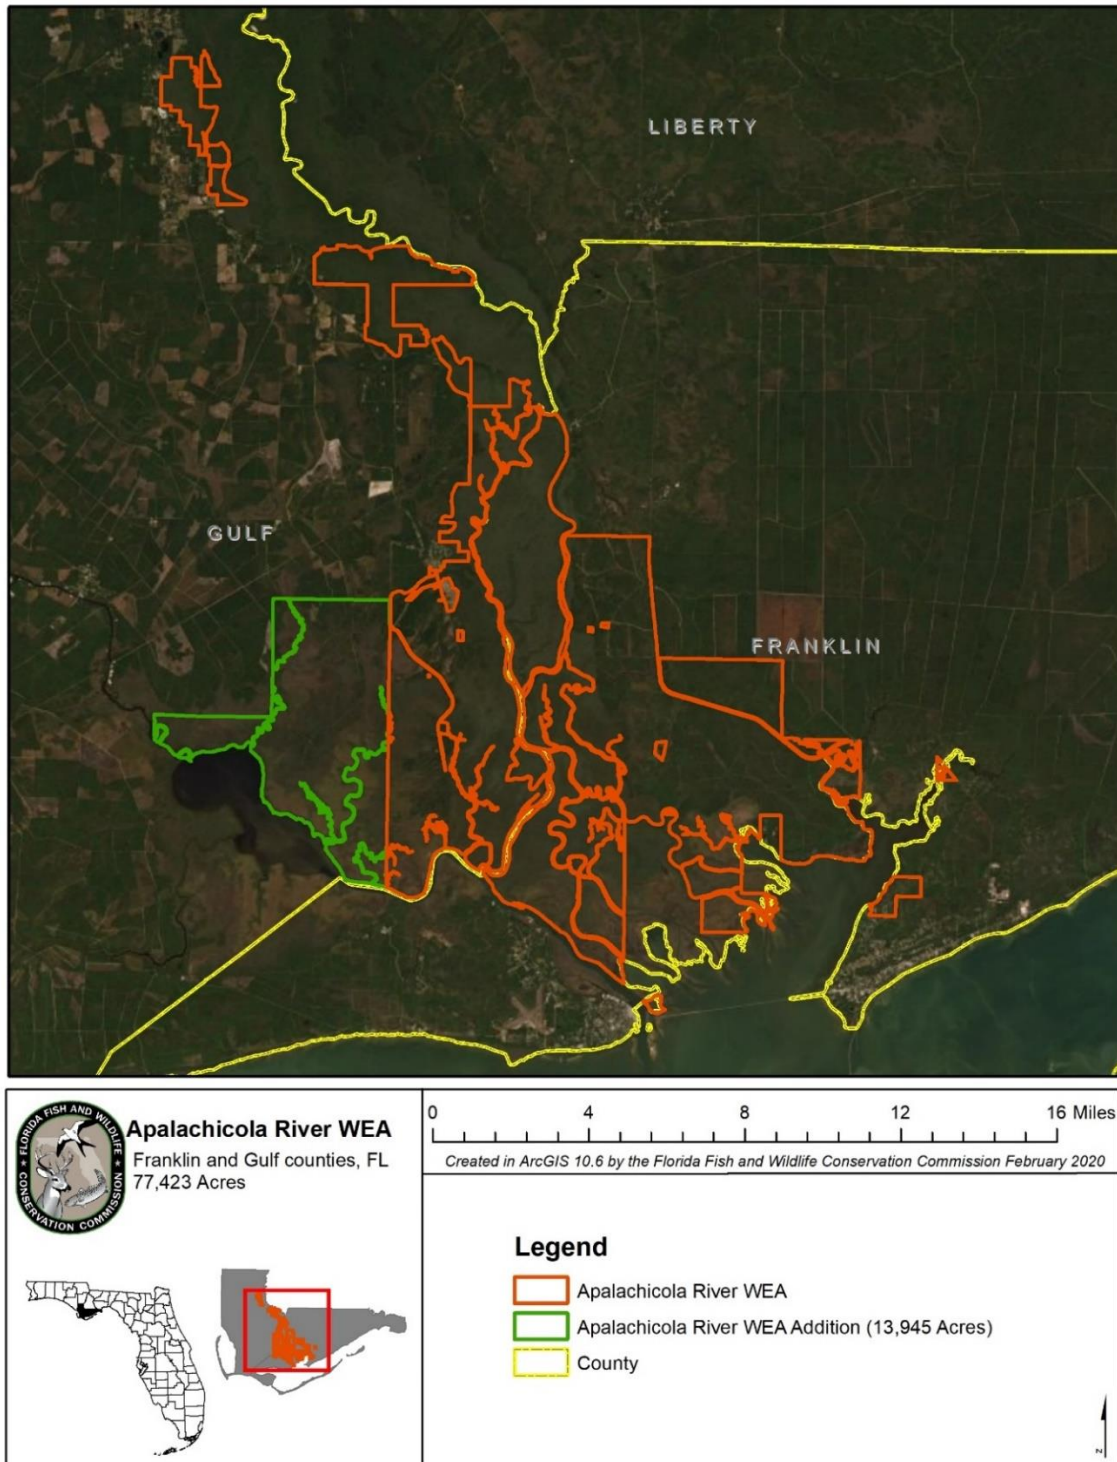 LIBERTY
GULF
FRANKLIN
FLORIDA FISH AND WILDLIFE
CONSERVATION COMMISSION
Apalachicola River WEA
Franklin and Gulf counties, FL
77,423 Acres
0 4 8 12 16 Miles
Created in ArcGIS 10.6 by the Florida Fish and Wildlife Conservation Commission February 2020
Legend
Apalachicola River WEA
Apalachicola River WEA Addition (13,945 Acres)
County
N